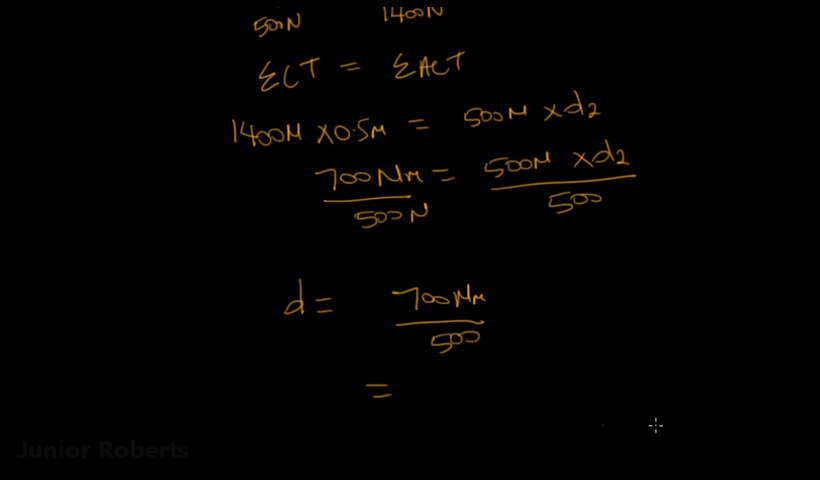 500N 1400N
ΣCT = ΣACT
1400N × 0.5m = 500N × d2
700Nm = 500N × d2
500N 500
d = 700Nm
500
=
Junior Roberts